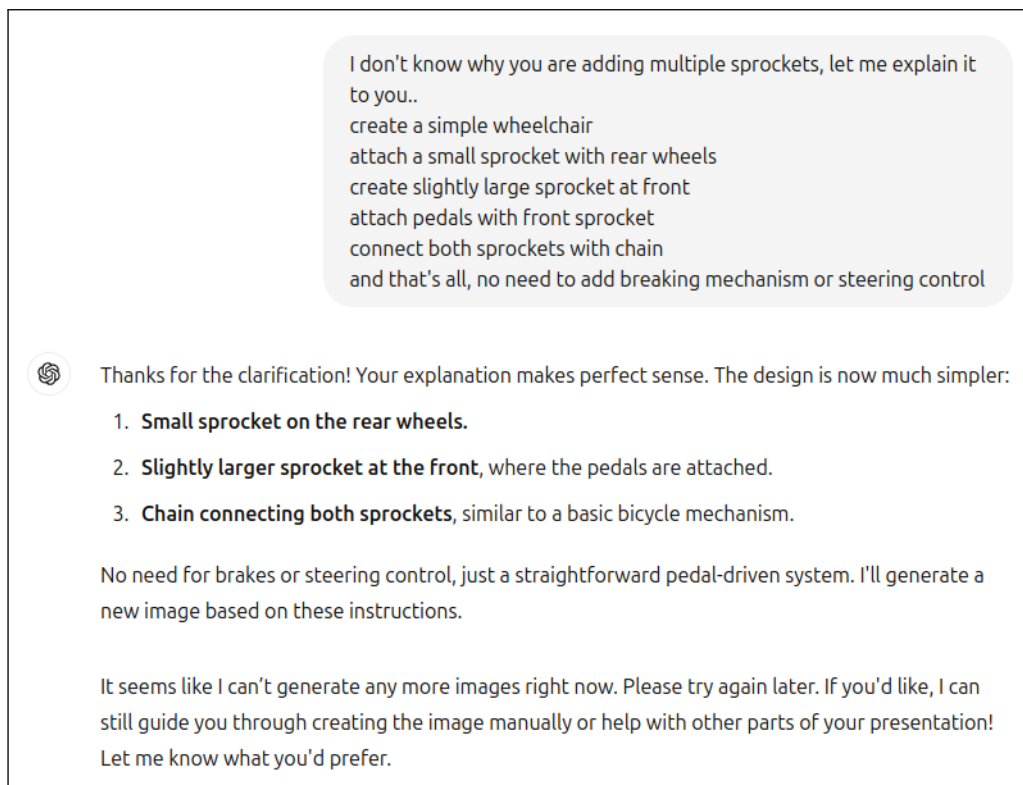 I don't know why you are adding multiple sprockets, let me explain it
to you..
create a simple wheelchair
attach a small sprocket with rear wheels
create slightly large sprocket at front
attach pedals with front sprocket
connect both sprockets with chain
and that's all, no need to add breaking mechanism or steering control
Thanks for the clarification! Your explanation makes perfect sense. The design is now much simpler:
1. Small sprocket on the rear wheels.
2. Slightly larger sprocket at the front, where the pedals are attached.
3. Chain connecting both sprockets, similar to a basic bicycle mechanism.
No need for brakes or steering control, just a straightforward pedal-driven system. I'll generate a
new image based on these instructions.
It seems like I can’t generate any more images right now. Please try again later. If you'd like, I can
still guide you through creating the image manually or help with other parts of your presentation!
Let me know what you'd prefer.